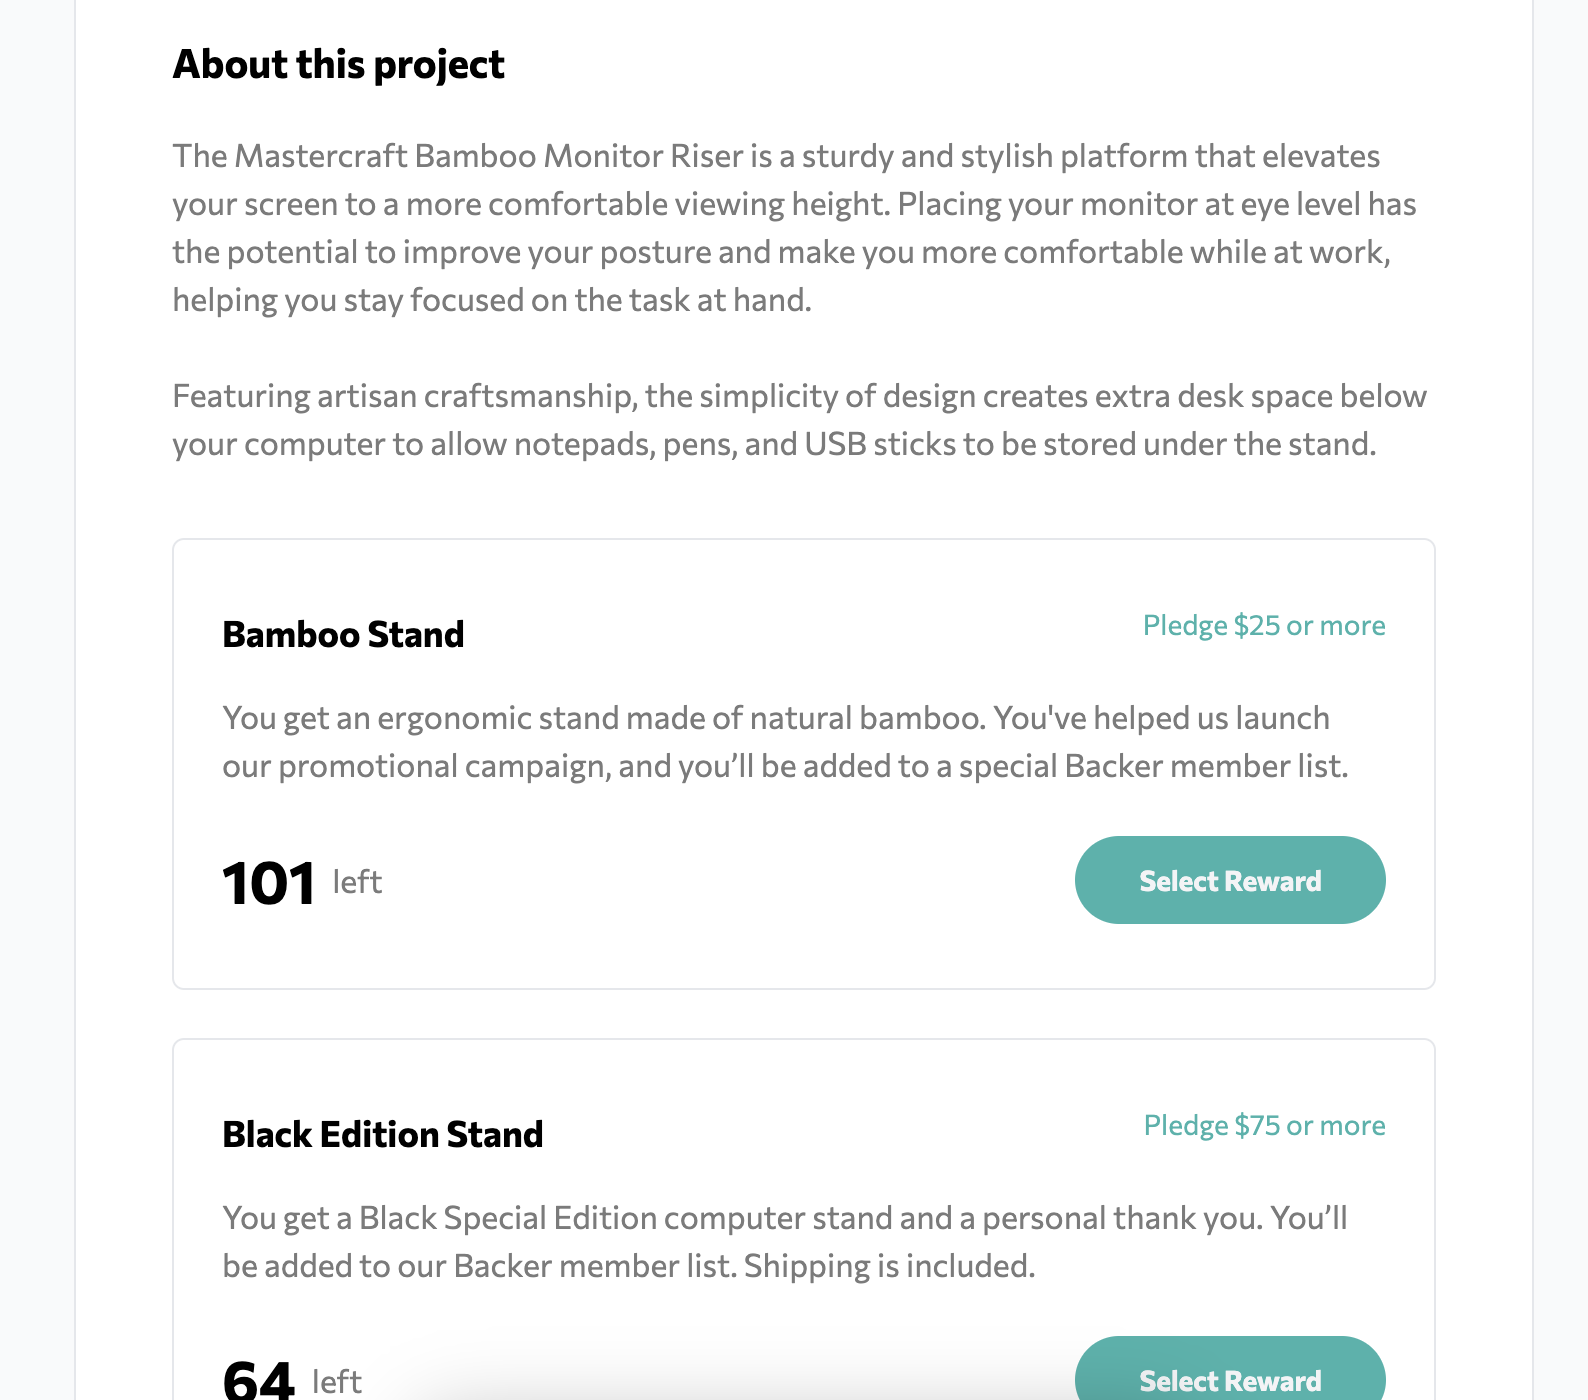 About this project
The Mastercraft Bamboo Monitor Riser is a sturdy and stylish platform that elevates
your screen to a more comfortable viewing height. Placing your monitor at eye level has
the potential to improve your posture and make you more comfortable while at work,
helping you stay focused on the task at hand.
Featuring artisan craftsmanship, the simplicity of design creates extra desk space below
your computer to allow notepads, pens, and USB sticks to be stored under the stand.
Bamboo Stand
Pledge $25 or more
You get an ergonomic stand made of natural bamboo. You've helped us launch
our promotional campaign, and you’ll be added to a special Backer member list.
101 left
Select Reward
Black Edition Stand
Pledge $75 or more
You get a Black Special Edition computer stand and a personal thank you. You’ll
be added to our Backer member list. Shipping is included.
64 left
Select Reward